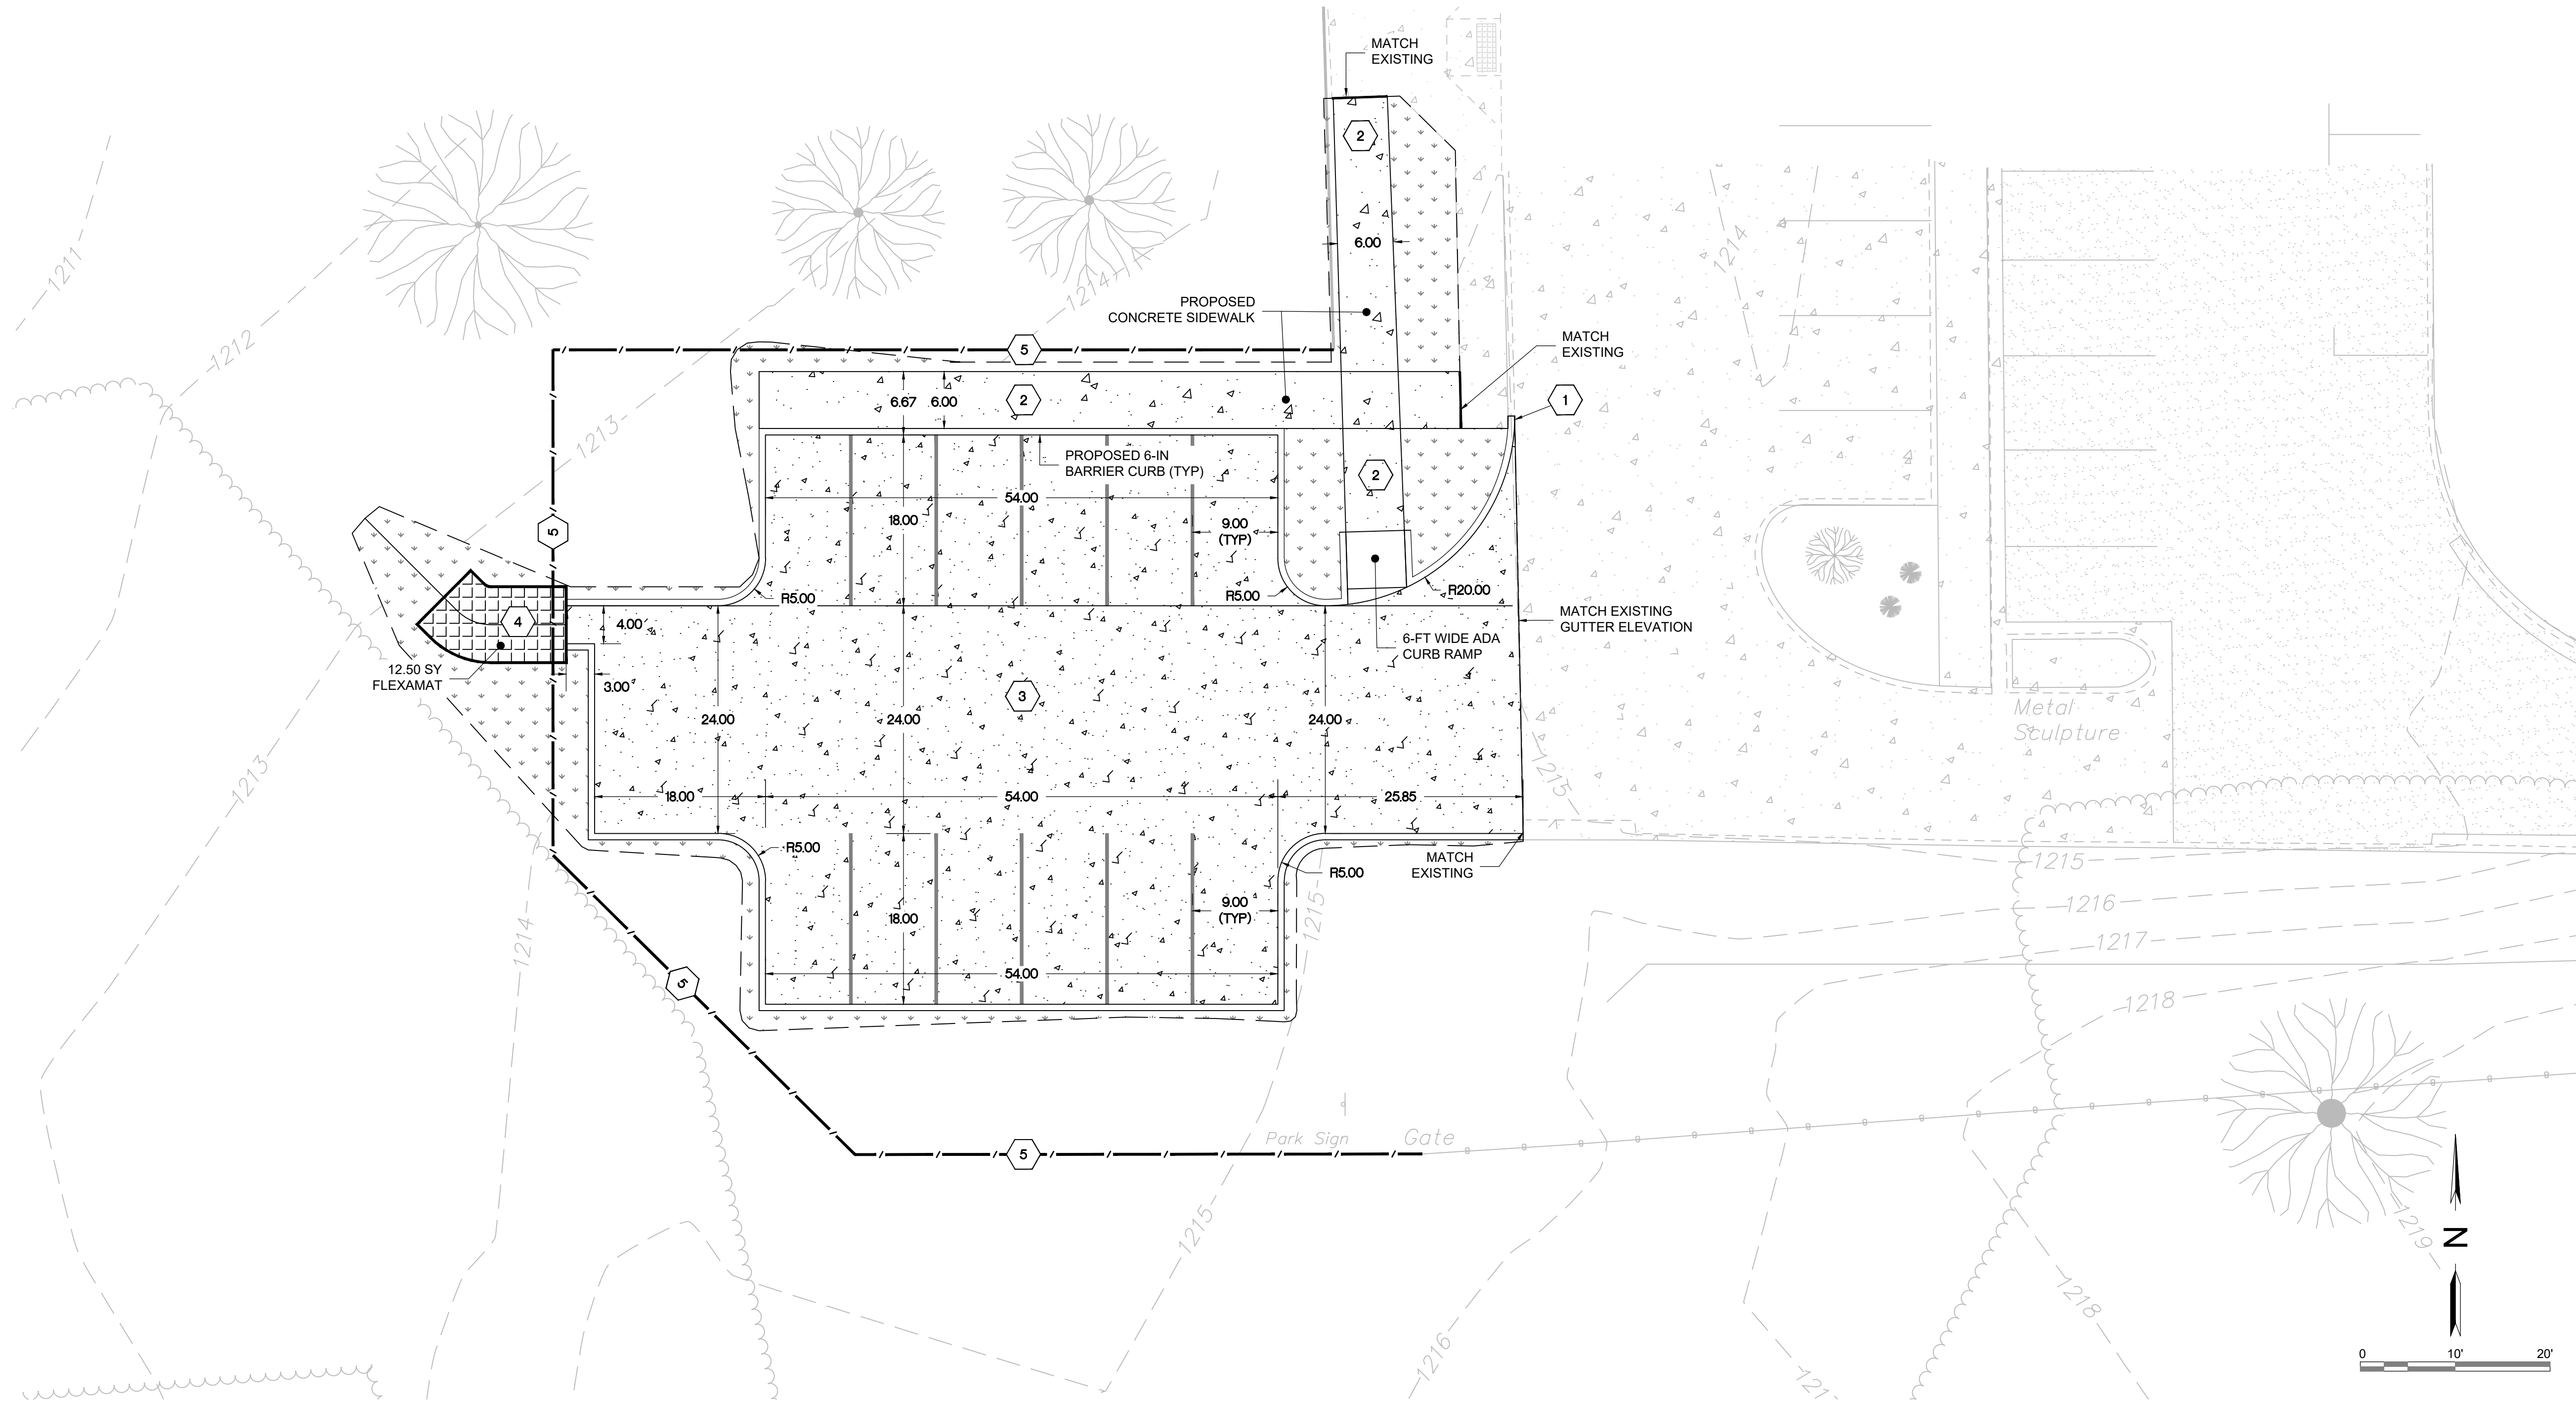 MATCH
EXISTING
2
1211
1214
6.00
1214
PROPOSED
CONCRETE SIDEWALK
1212
MATCH
EXISTING
5
6.67
6.00
2
1
1213
PROPOSED 6-IN
BARRIER CURB (TYP)
2
54.00
18.00
9.00
(TYP)
5
R5.00
R5.00
R20.00
4
4.00
MATCH EXISTING
GUTTER ELEVATION
6-FT WIDE ADA
CURB RAMP
12.50 SY
FLEXAMAT
3.00
3
24.00
24.00
24.00
Metal
Sculpture
1213
1215
18.00
54.00
25.85
R5.00
MATCH
EXISTING
R5.00
1215
1216
1217
1218
9.00
(TYP)
18.00
1215
1214
54.00
5
5
Park Sign
Gate
1215
1219
N
1218
1216
0
10'
20'